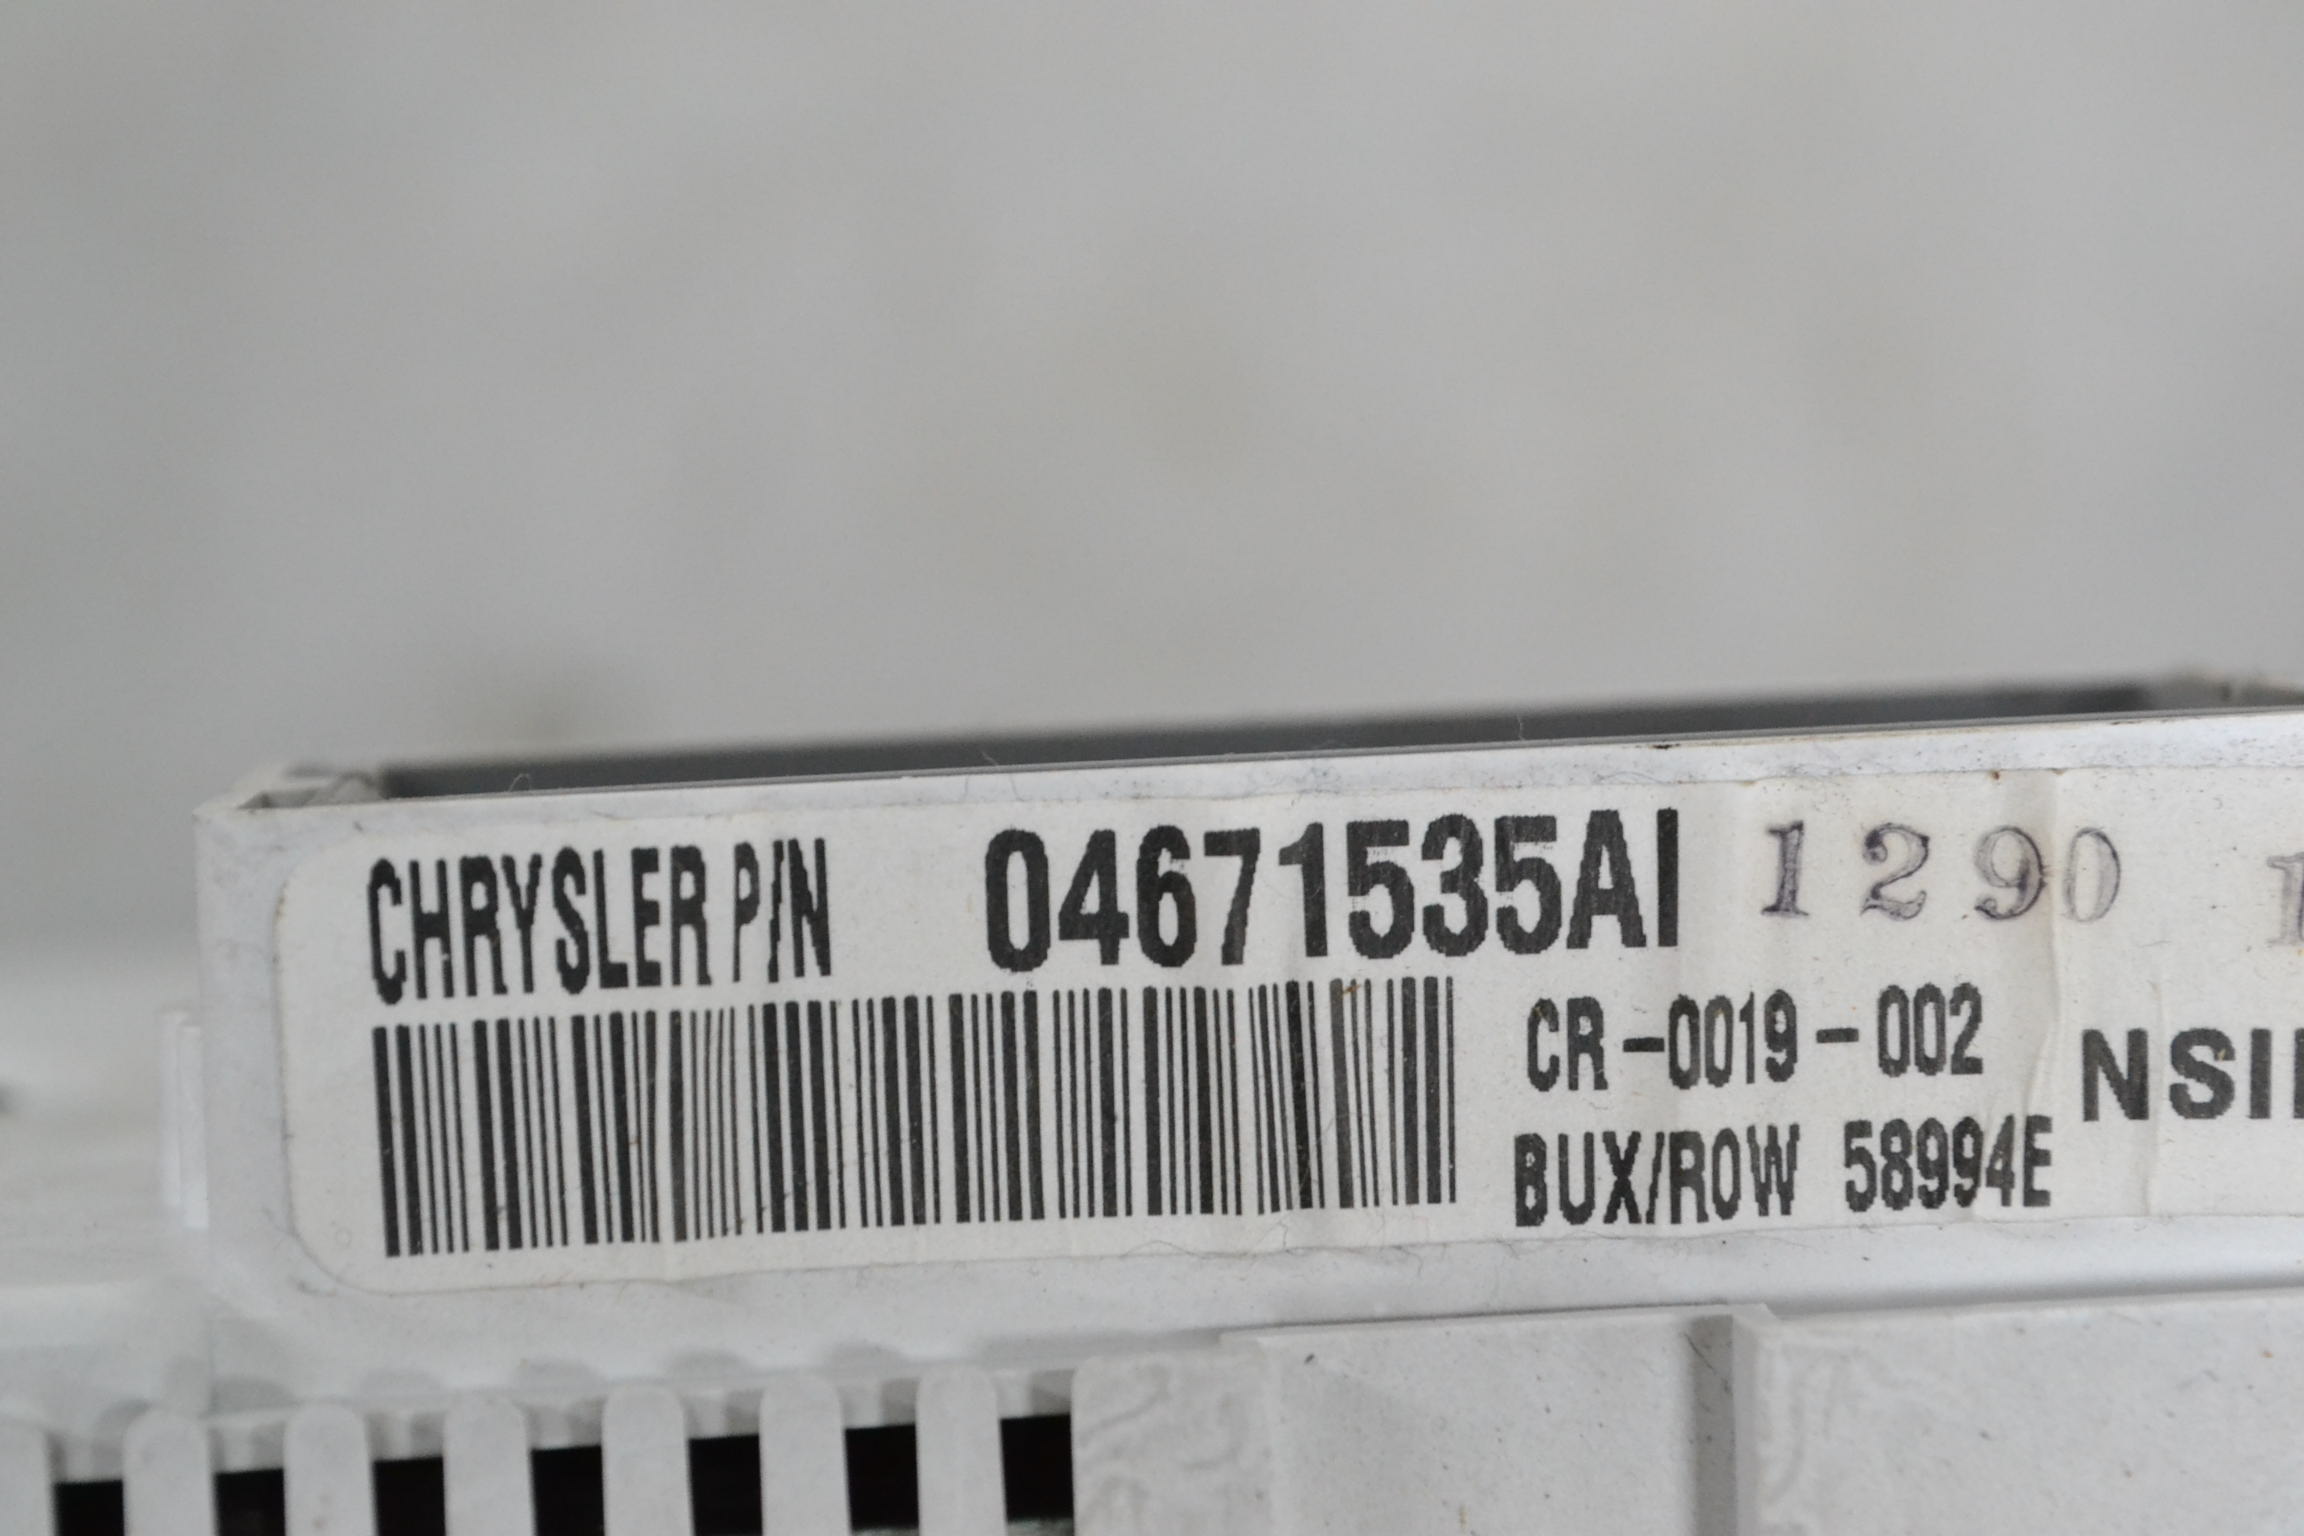 CHRYSLER P/N 04671535AI 1290
CR-0019-002
BUX/ROW 58994E